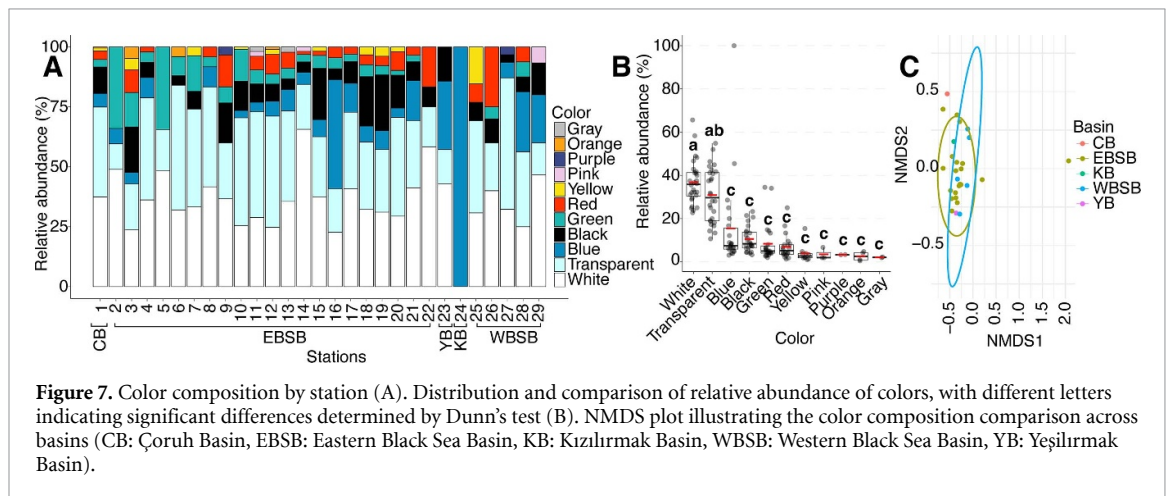 A
B
C
Relative abundance (%)
100
75
50
25
0
1 2 3 4 5 6 7 8 9 10 11 12 13 14 15 16 17 18 19 20 21 22 23 24 25 26 27 28 29
CB EBSB YB KB WBSB
Stations
Color
Gray
Orange
Purple
Pink
Yellow
Red
Green
Black
Blue
Transparent
White
Relative abundance (%)
100
80
60
40
20
0
a ab c c c c c c c c c
White Transparent Blue Black Green Red Yellow Pink Purple Orange Gray
Color
NMDS2
0.5
0.0
−0.5
−0.5 0.0 0.5 1.0 1.5 2.0
NMDS1
Basin
CB
EBSB
KB
WBSB
YB
Figure 7. Color composition by station (A). Distribution and comparison of relative abundance of colors, with different letters
indicating significant differences determined by Dunn’s test (B). NMDS plot illustrating the color composition comparison across
basins (CB: Çoruh Basin, EBSB: Eastern Black Sea Basin, KB: Kızılırmak Basin, WBSB: Western Black Sea Basin, YB: Yeşilırmak
Basin).